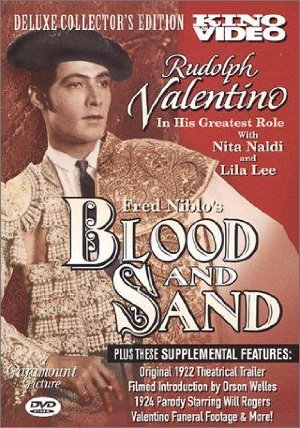 DELUXE COLLECTOR'S EDITION
KINO
ON VIDEO
Rudolph
Valentino
In His Greatest Role
With
Nita Naldi
and
Lila Lee
Fred Niblo's
BLOOD
AND
SAND
PLUS THESE SUPPLEMENTAL FEATURES:
Original 1922 Theatrical Trailer
Filmed Introduction by Orson Welles
1924 Parody Starring Will Rogers
Valentino Funeral Footage & More!
A
Paramount
Picture
DVD
VIDEO